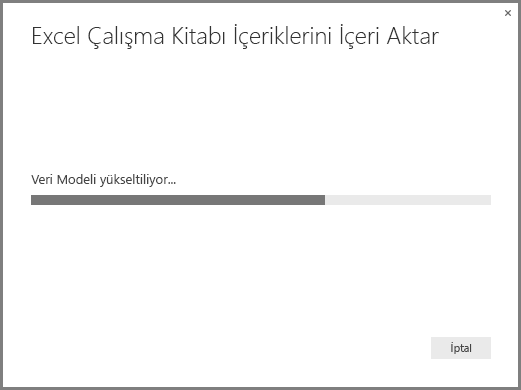 Excel Çalışma Kitabı İçeriklerini İçeri Aktar
Veri Modeli yükseltiliyor...
İptal